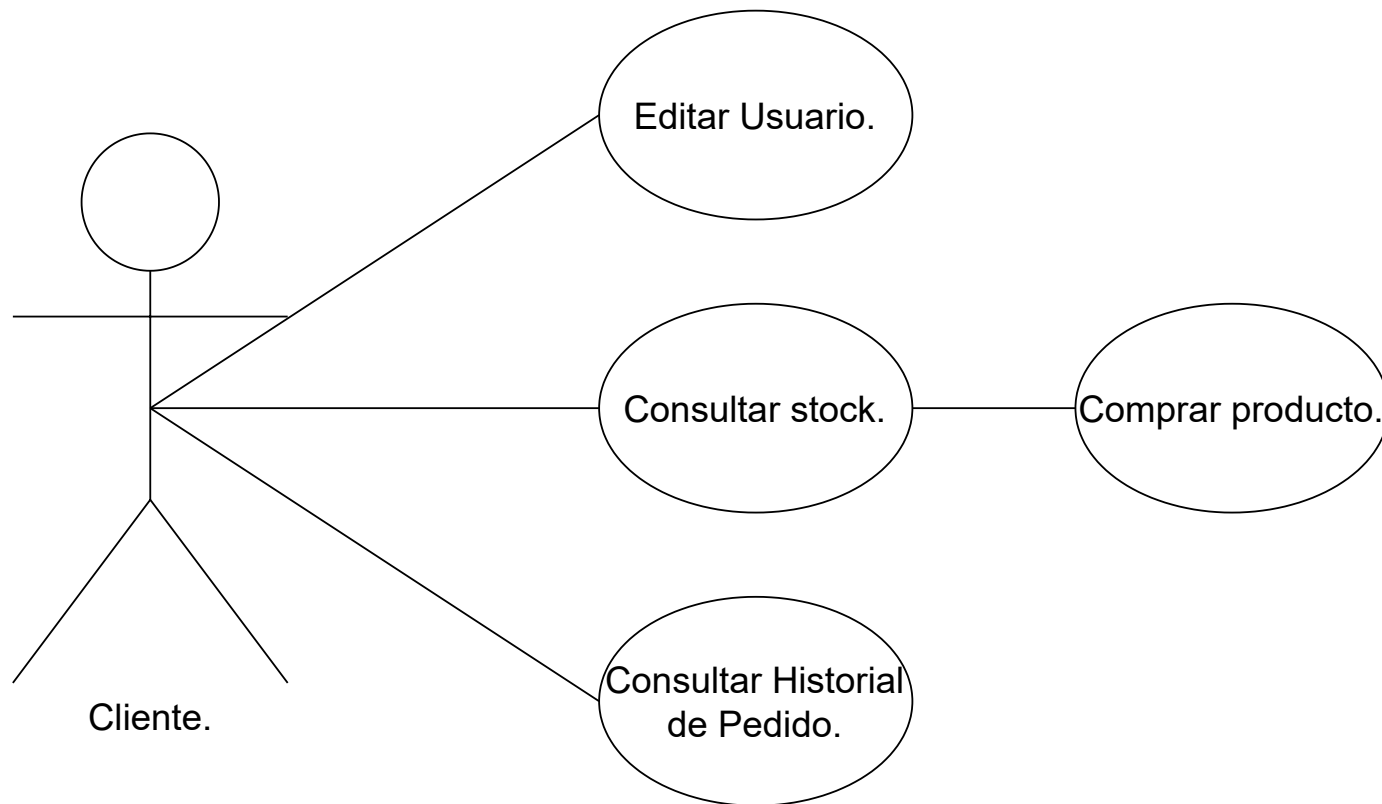 Editar Usuario.
Consultar stock.
Comprar producto.
Consultar Historial
de Pedido.
Cliente.